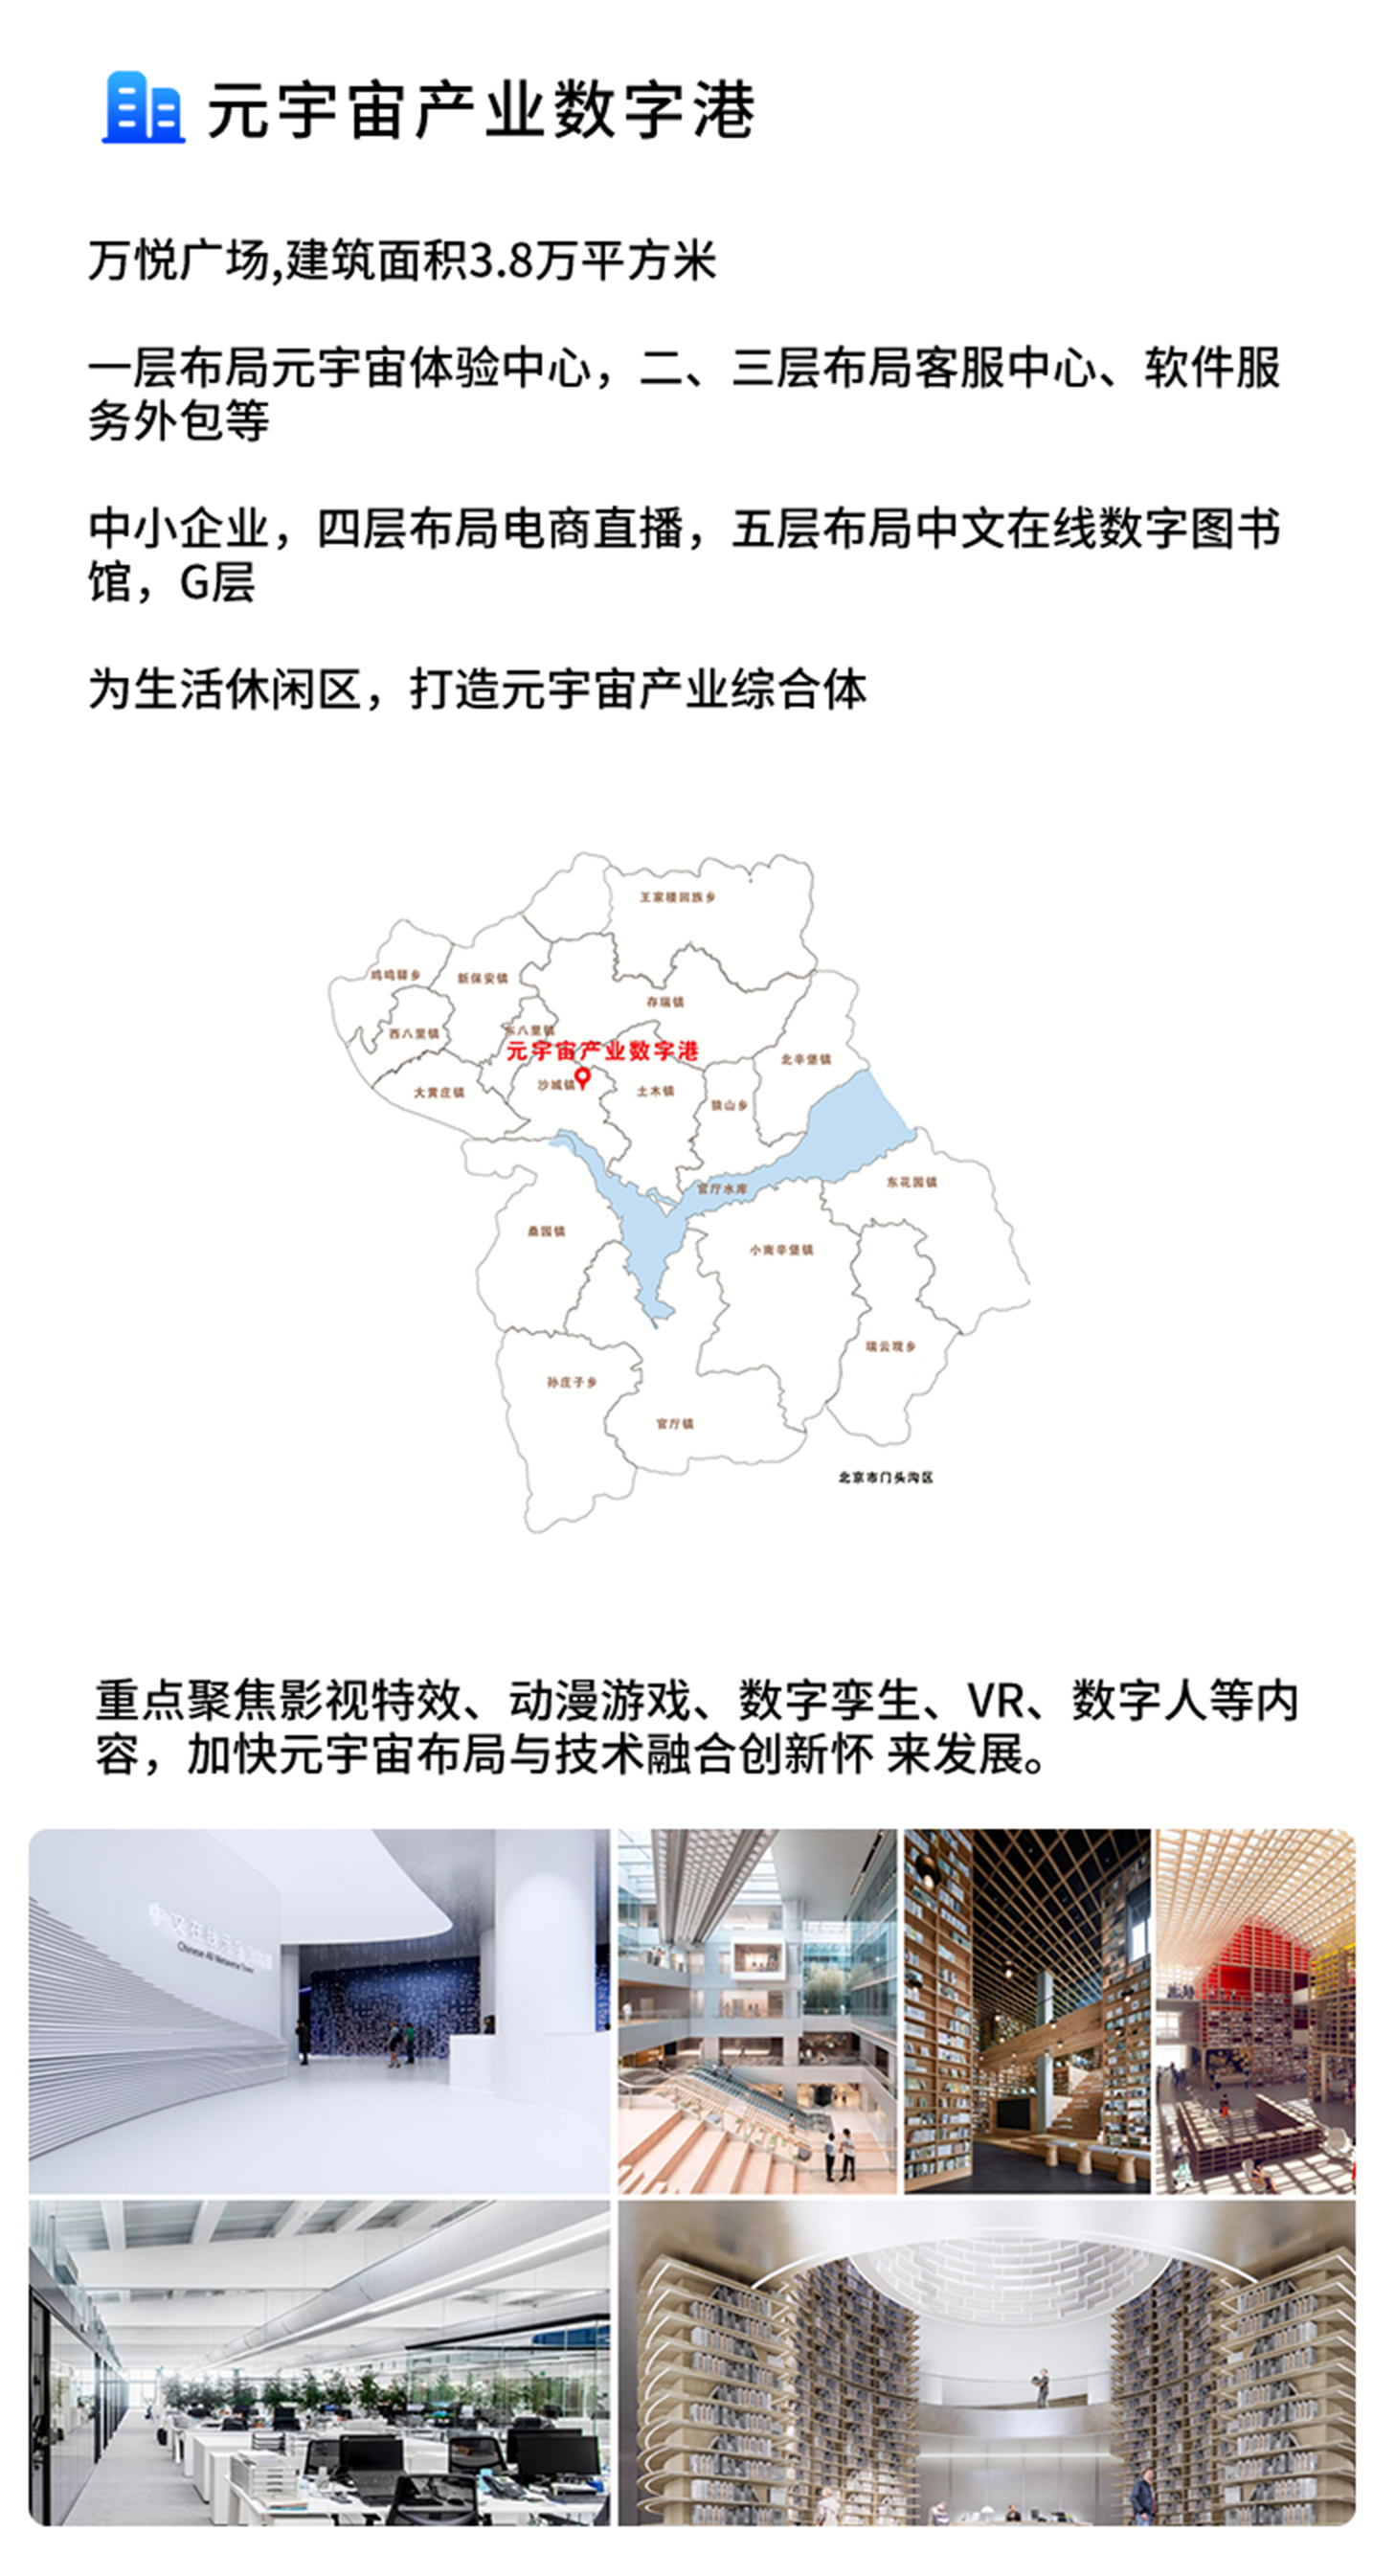 元宇宙产业数字港
万悦广场,建筑面积3.8万平方米
一层布局元宇宙体验中心，二、三层布局客服中心、软件服
务外包等
中小企业，四层布局电商直播，五层布局中文在线数字图书
馆，G层
为生活休闲区，打造元宇宙产业综合体
王家楼回族乡
鸡鸣驿乡
新保安镇
存瑞镇
西八里镇
东八里镇
元宇宙产业数字港
北辛堡镇
大黄庄镇
沙城镇
土木镇
狼山乡
官厅水库
东花园镇
桑园镇
小南辛堡镇
瑞云观乡
孙庄子乡
官厅镇
北京市门头沟区
重点聚焦影视特效、动漫游戏、数字孪生、VR、数字人等内
容，加快元宇宙布局与技术融合创新怀 来发展。
中文在线元宇宙
Chinese All Metaverse Town